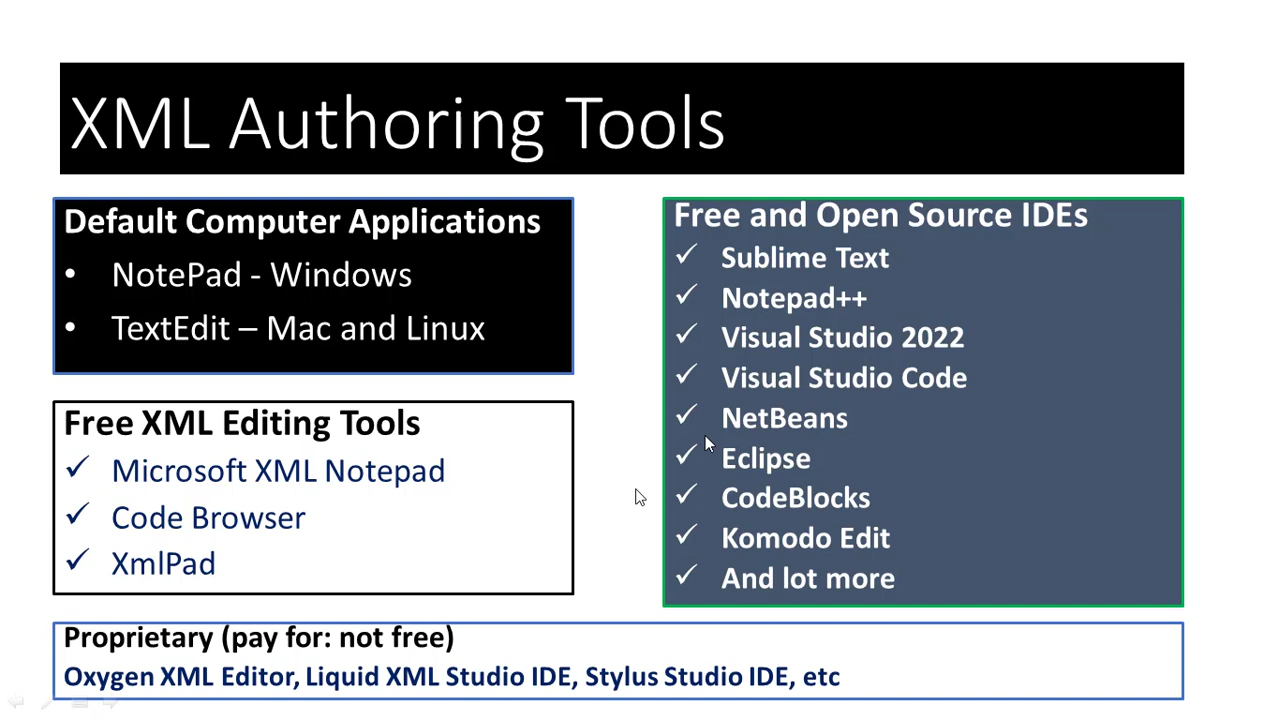 XML Authoring Tools
Default Computer Applications
• NotePad - Windows
• TextEdit – Mac and Linux
Free XML Editing Tools
✓ Microsoft XML Notepad
✓ Code Browser
✓ XmlPad
Free and Open Source IDEs
✓ Sublime Text
✓ Notepad++
✓ Visual Studio 2022
✓ Visual Studio Code
✓ NetBeans
✓ Eclipse
✓ CodeBlocks
✓ Komodo Edit
✓ And lot more
Proprietary (pay for: not free)
Oxygen XML Editor, Liquid XML Studio IDE, Stylus Studio IDE, etc